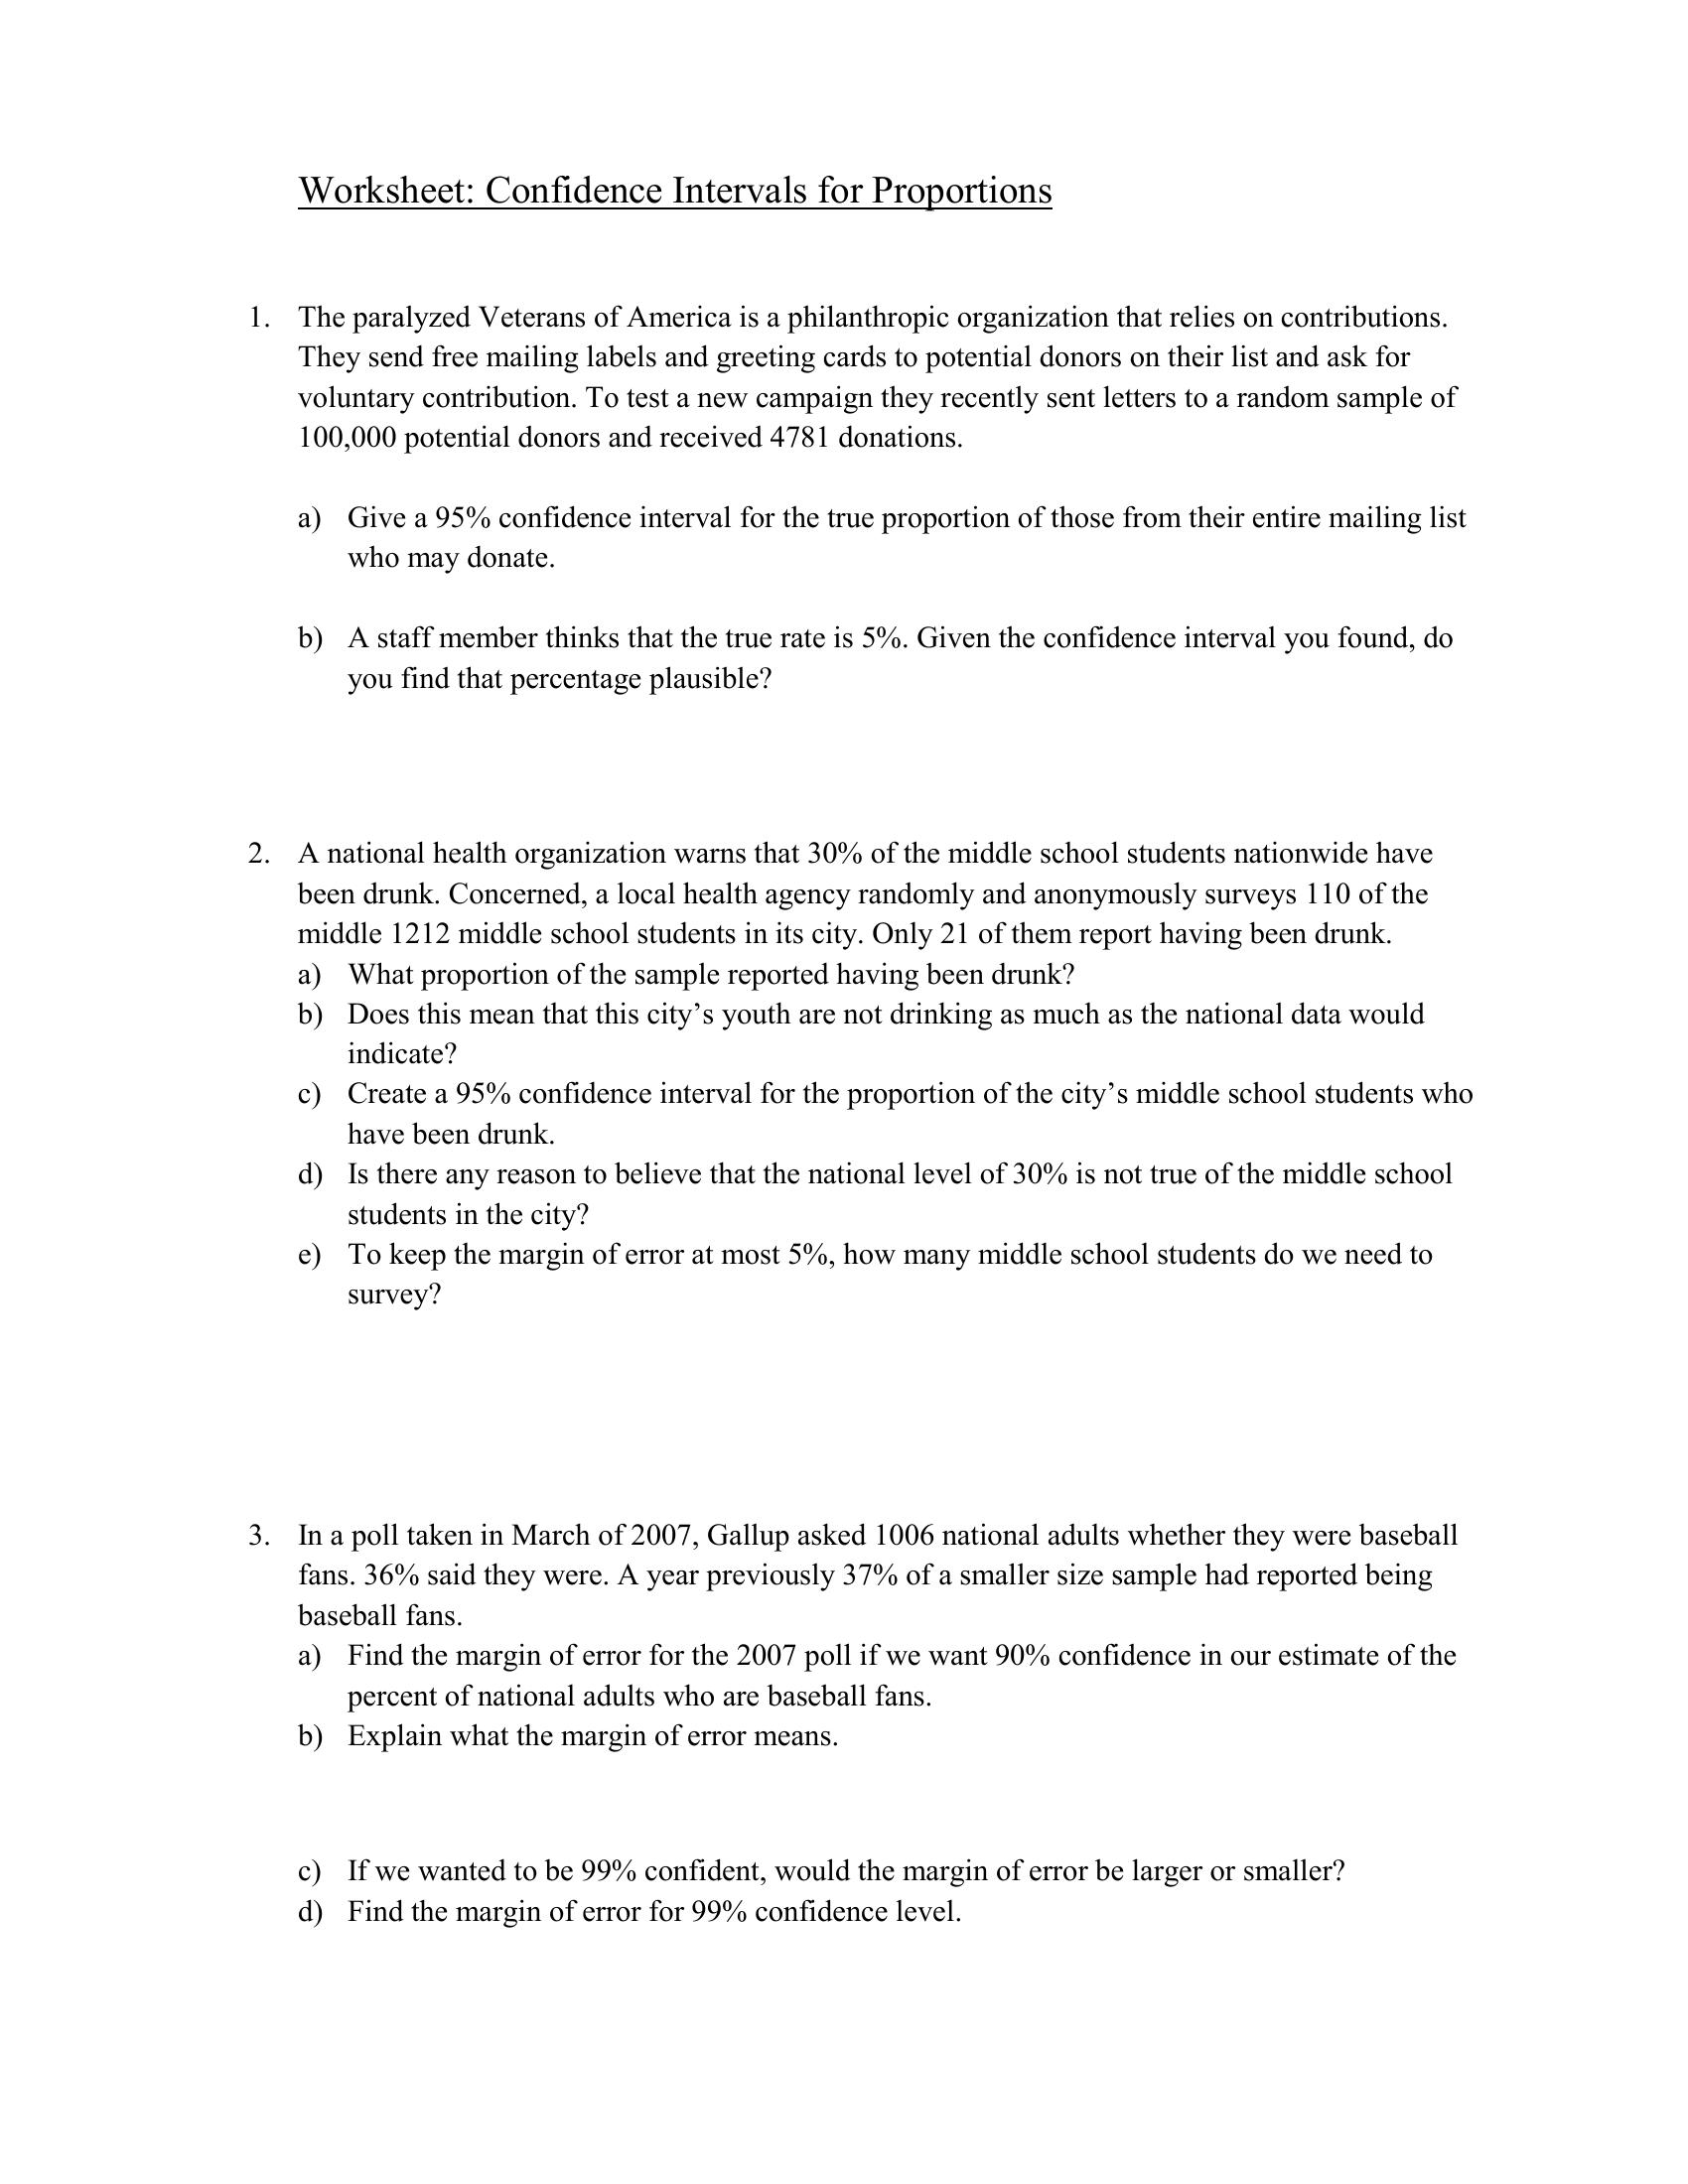 Worksheet: Confidence Intervals for Proportions
1. The paralyzed Veterans of America is a philanthropic organization that relies on contributions.
They send free mailing labels and greeting cards to potential donors on their list and ask for
voluntary contribution. To test a new campaign they recently sent letters to a random sample of
100,000 potential donors and received 4781 donations.
a) Give a 95% confidence interval for the true proportion of those from their entire mailing list
who may donate.
b) A staff member thinks that the true rate is 5%. Given the confidence interval you found, do
you find that percentage plausible?
2. A national health organization warns that 30% of the middle school students nationwide have
been drunk. Concerned, a local health agency randomly and anonymously surveys 110 of the
middle 1212 middle school students in its city. Only 21 of them report having been drunk.
a) What proportion of the sample reported having been drunk?
b) Does this mean that this city’s youth are not drinking as much as the national data would
indicate?
c) Create a 95% confidence interval for the proportion of the city’s middle school students who
have been drunk.
d) Is there any reason to believe that the national level of 30% is not true of the middle school
students in the city?
e) To keep the margin of error at most 5%, how many middle school students do we need to
survey?
3. In a poll taken in March of 2007, Gallup asked 1006 national adults whether they were baseball
fans. 36% said they were. A year previously 37% of a smaller size sample had reported being
baseball fans.
a) Find the margin of error for the 2007 poll if we want 90% confidence in our estimate of the
percent of national adults who are baseball fans.
b) Explain what the margin of error means.
c) If we wanted to be 99% confident, would the margin of error be larger or smaller?
d) Find the margin of error for 99% confidence level.